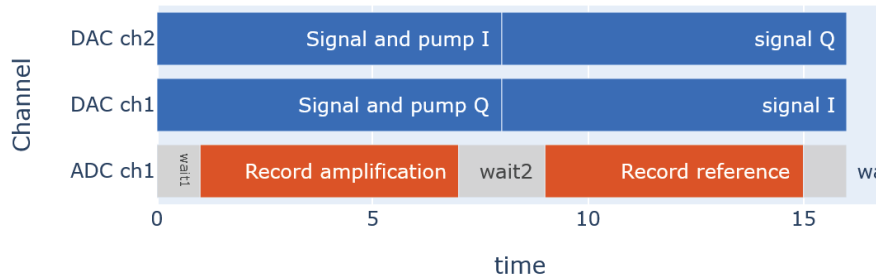 DAC ch2
Signal and pump I
signal Q
DAC ch1
Signal and pump Q
signal I
ADC ch1
wait1
Record amplification
wait2
Record reference
0
5
10
15
time
Channel